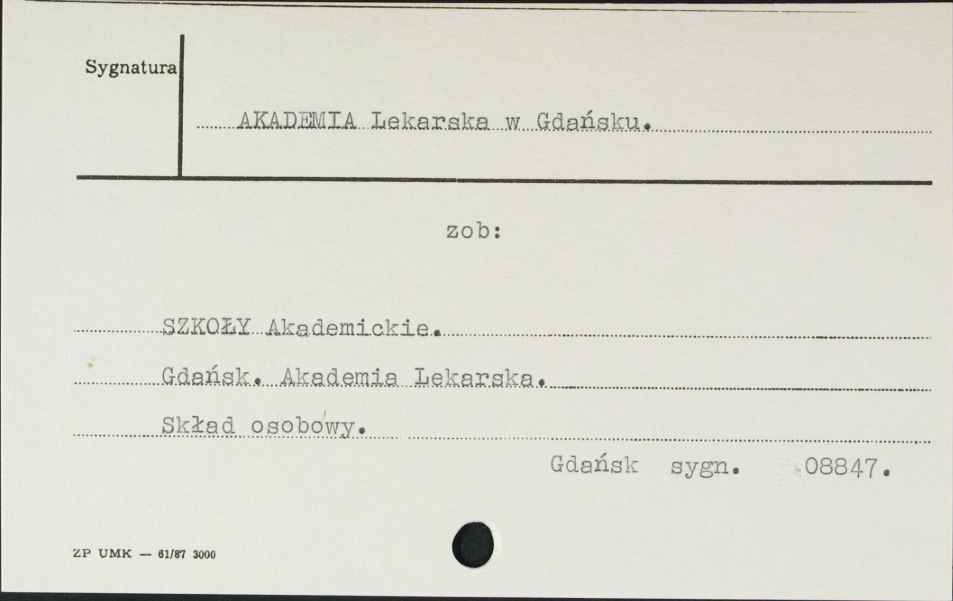 Sygnatura
AKADEMIA Lekarska w Gdańsku.
zob:
SZKOŁY Akademickie.
Gdańsk. Akademia Lekarska.
Skład osobowy.
Gdańsk sygn. 08847.
ZP UMK — 61/87 3000